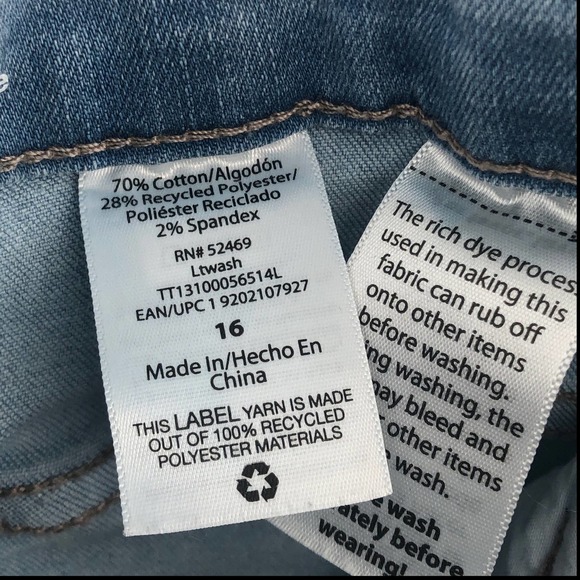 e
70% Cotton/Algodón
28% Recycled Polyester/
Poliéster Reciclado
2% Spandex
RN# 52469
Ltwash
TT13100056514L
EAN/UPC 1 9202107927
16
Made In/Hecho En
China
THIS LABEL YARN IS MADE
OUT OF 100% RECYCLED
POLYESTER MATERIALS
The rich dye process
used in making this
fabric can rub off
onto other items
before washing.
ing washing, the
may bleed and
other items
wash.
wash
ately before
wearing!